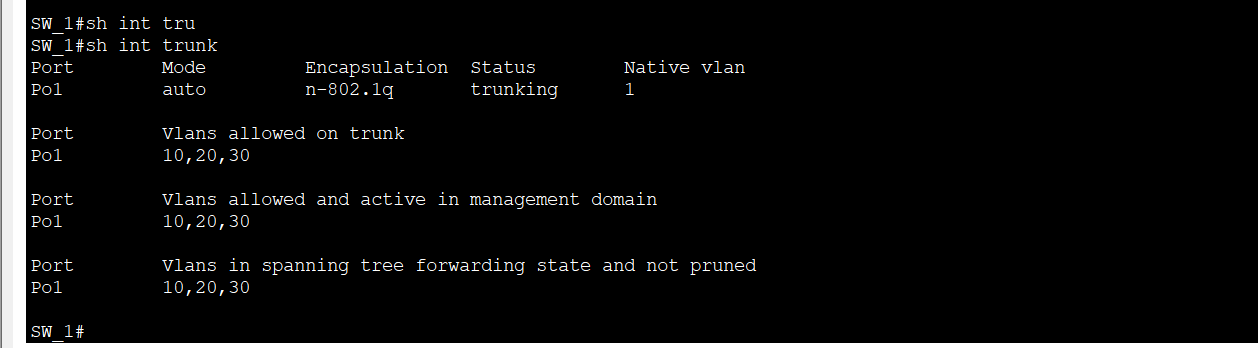 SW_1#sh int tru
SW_1#sh int trunk
Port        Mode         Encapsulation  Status        Native vlan
Po1         auto         n-802.1q       trunking      1
Port        Vlans allowed on trunk
Po1         10,20,30
Port        Vlans allowed and active in management domain
Po1         10,20,30
Port        Vlans in spanning tree forwarding state and not pruned
Po1         10,20,30
SW_1#